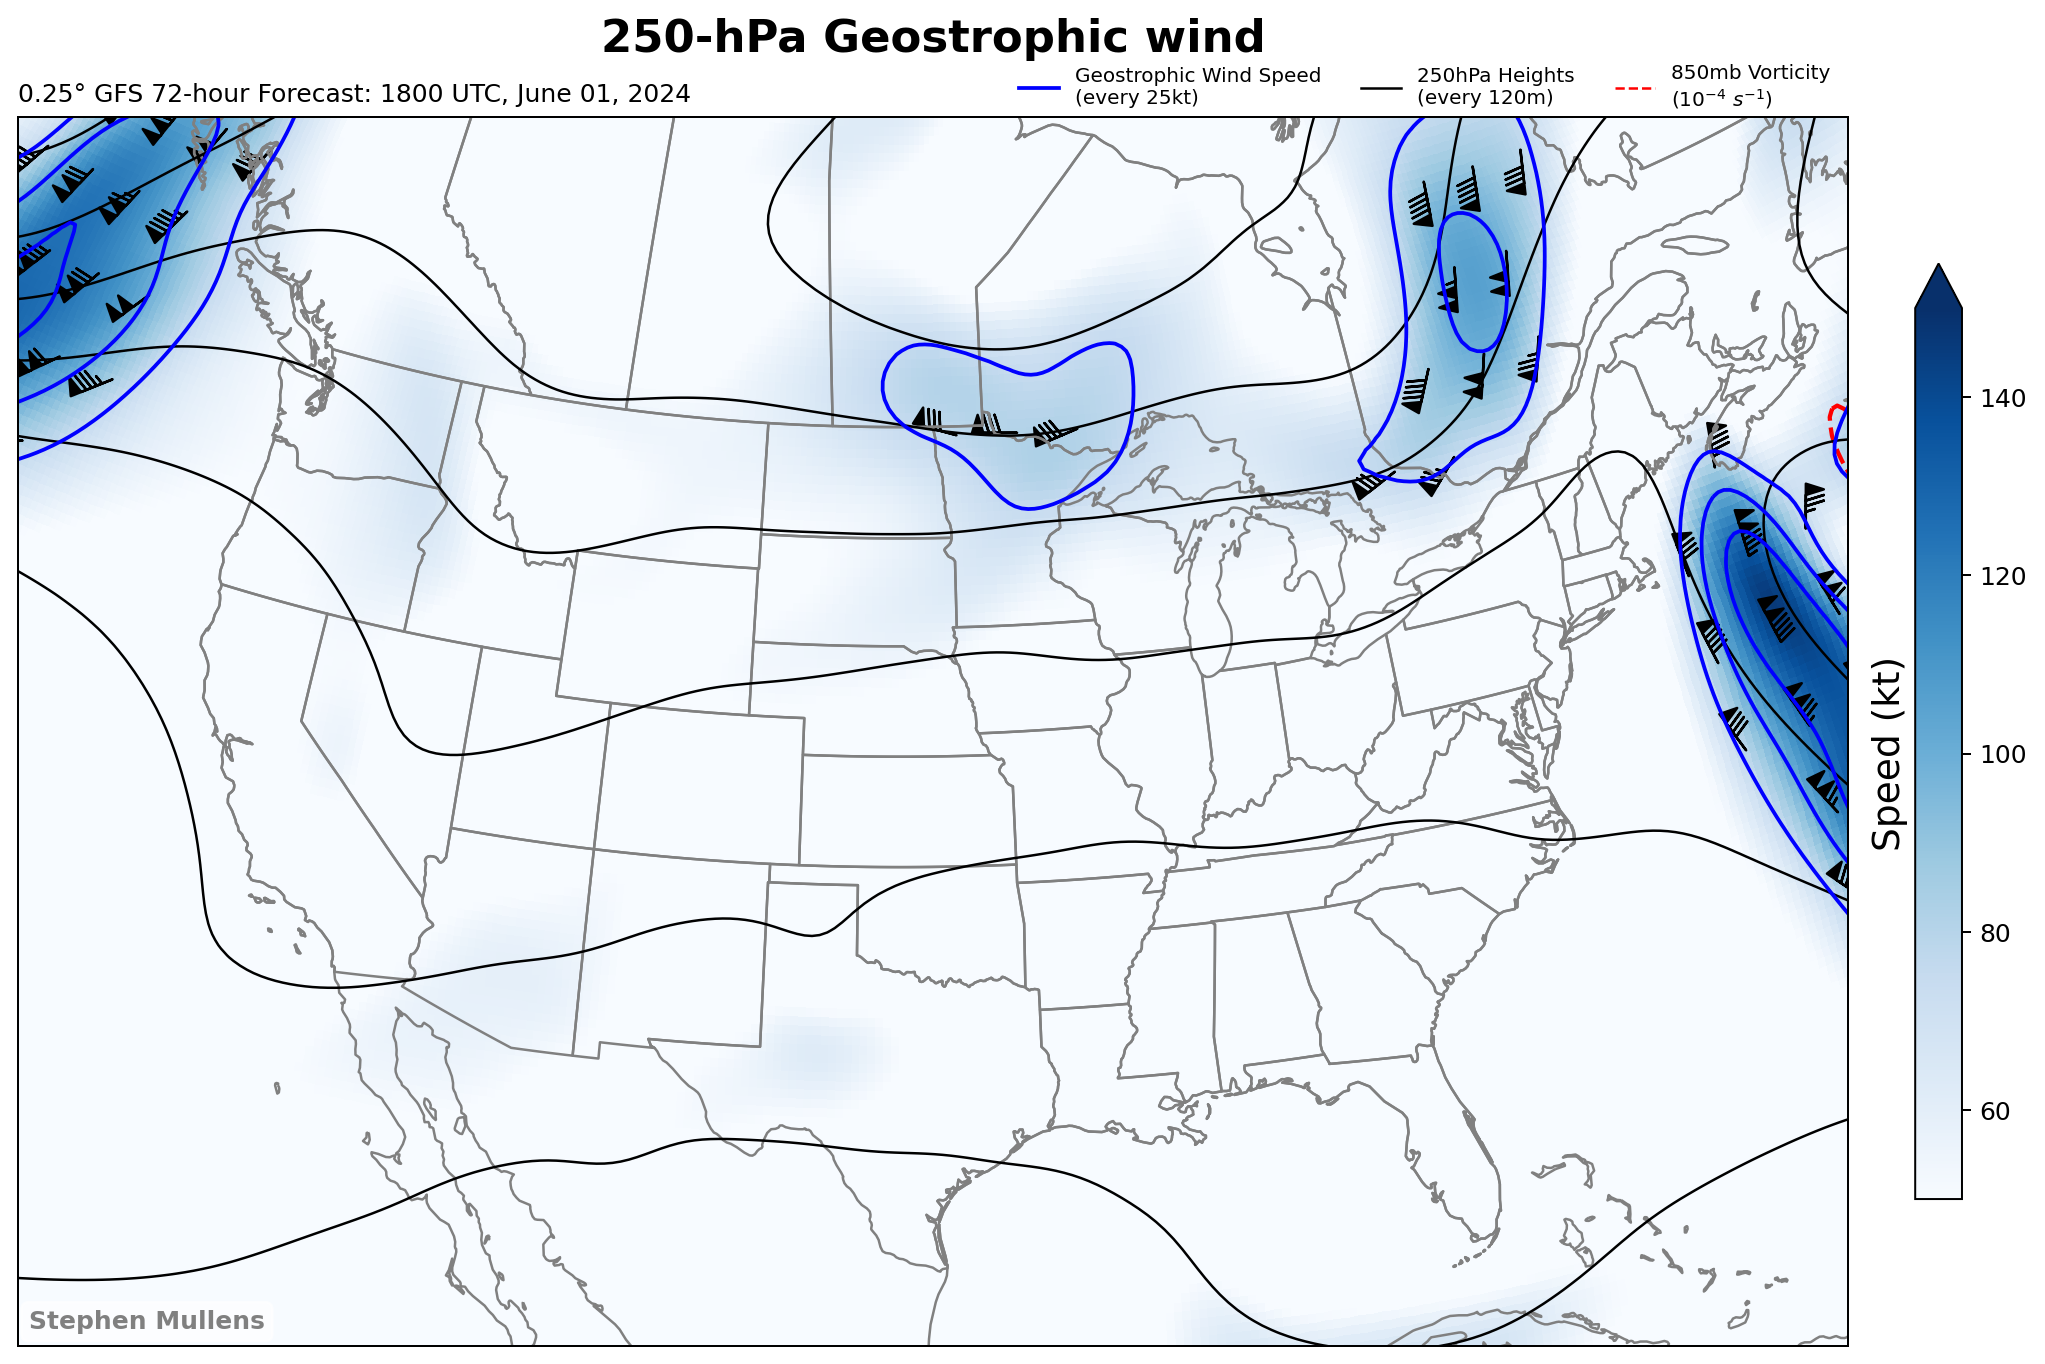 250-hPa Geostrophic wind
0.25° GFS 72-hour Forecast: 1800 UTC, June 01, 2024
Geostrophic Wind Speed
(every 25kt)
250hPa Heights
(every 120m)
850mb Vorticity
(10⁻⁴ s⁻¹)
140
120
100
80
60
Speed (kt)
Stephen Mullens